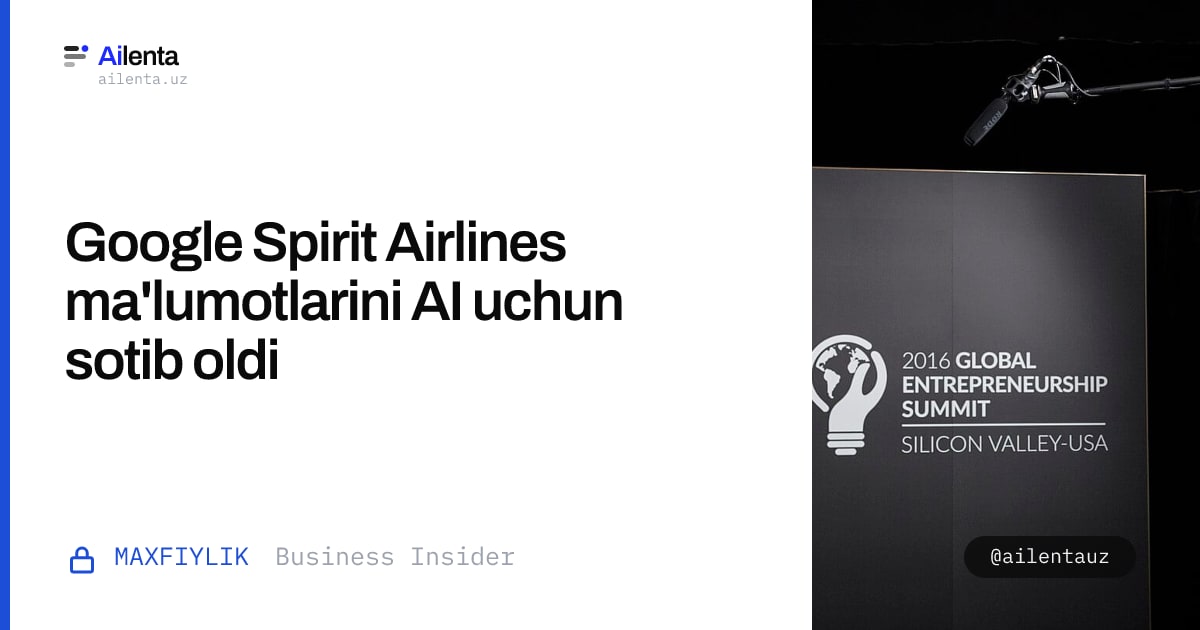 Ailenta
ailenta.uz
Google Spirit Airlines
ma'lumotlarini AI uchun
sotib oldi
MAXFIYLIK Business Insider
RODE
2016 GLOBAL
ENTREPRENEURSHIP
SUMMIT
SILICON VALLEY-USA
@ailentauz